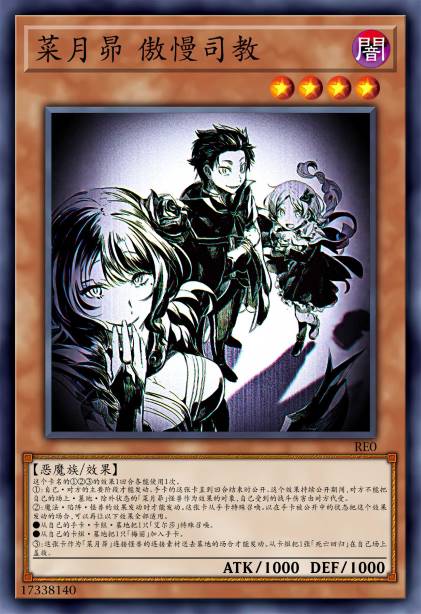 菜月昴 傲慢司教
闇
RE0
【恶魔族/效果】
这个卡名的①②③的效果1回合各能使用1次。
①:自己·对方的主要阶段才能发动。手卡的这张卡直到回合结束时公开。这个效果持续公开期间,对方不能把
自己的场上·墓地·除外状态的「菜月昴」怪兽作为效果的对象,自己受到的战斗伤害由对方代受。
②:魔法·陷阱·怪兽的效果发动时才能发动。这张卡从手卡特殊召唤。以在手卡被公开中的状态把这个效果
发动的场合,可以再让以下效果全部适用。
●从自己的手卡·卡组·墓地把1只「艾尔莎」特殊召唤。
●从自己的卡组·墓地把1只「梅丽」加入手卡。
③:这张卡作为「菜月昴」连接怪兽的连接素材送去墓地的场合才能发动。从卡组把1张「死亡回归」在自己场上
盖放。
ATK/1000 DEF/1000
17338140